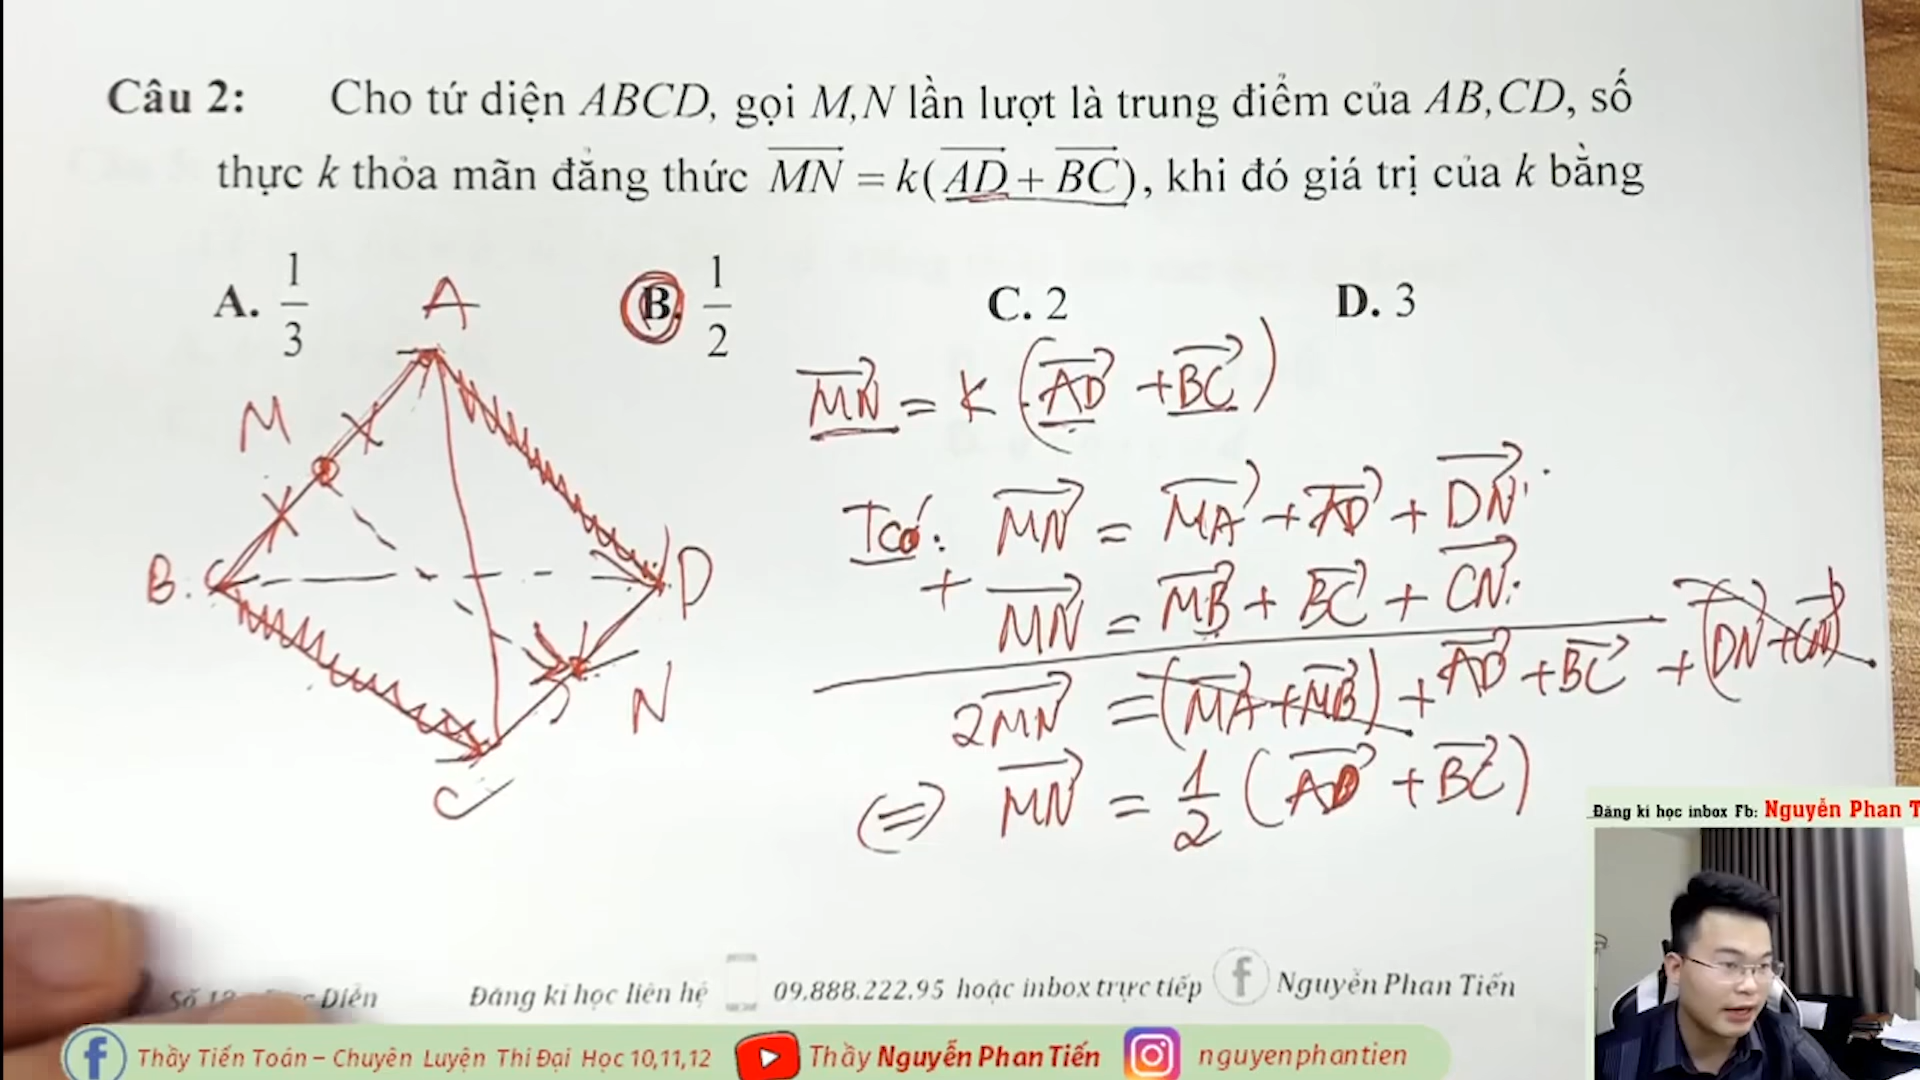 Câu 2: Cho tứ diện ABCD, gọi M,N lần lượt là trung điểm của AB,CD, số
thực k thỏa mãn đẳng thức \overrightarrow{MN} = k(\overrightarrow{AD} + \overrightarrow{BC}), khi đó giá trị của k bằng
A. 1/3 B. 1/2 C. 2 D. 3
A
M
B
D
N
C
\overrightarrow{MN} = k (\overrightarrow{AD} + \overrightarrow{BC})
Tcó: \overrightarrow{MN} = \overrightarrow{MA} + \overrightarrow{AD} + \overrightarrow{DN}
+ \overrightarrow{MN} = \overrightarrow{MB} + \overrightarrow{BC} + \overrightarrow{CN}
2\overrightarrow{MN} = (\overrightarrow{MA} + \overrightarrow{MB}) + \overrightarrow{AD} + \overrightarrow{BC} + (\overrightarrow{DN} + \overrightarrow{CN})
⇔ \overrightarrow{MN} = 1/2 (\overrightarrow{AD} + \overrightarrow{BC})
Đăng kí học inbox Fb: Nguyễn Phan T
Số Diễn Đăng kí học liên hệ 09.888.222.95 hoặc inbox trực tiếp f Nguyễn Phan Tiến
f Thầy Tiến Toán – Chuyên Luyện Thi Đại Học 10,11,12 Thầy Nguyễn Phan Tiến nguyenphantien